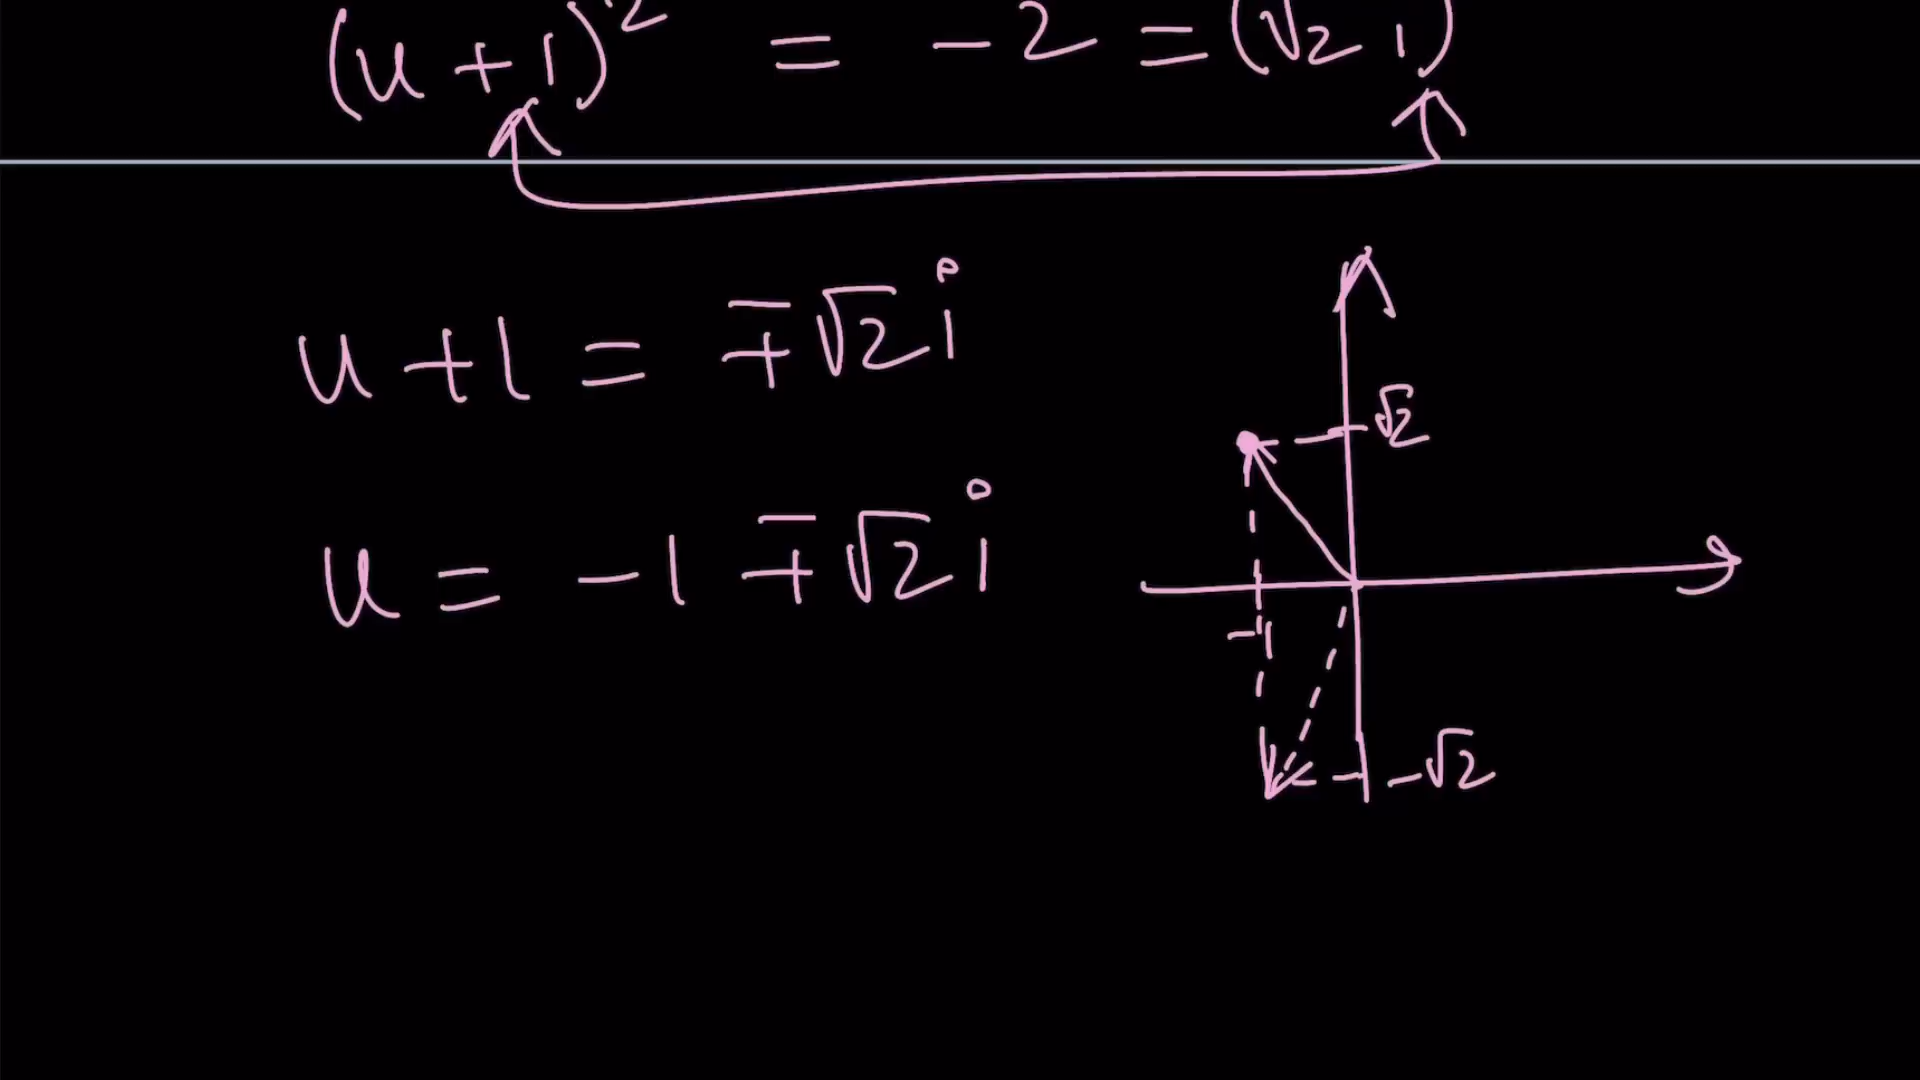 (u + 1)² = -2 = (√2 i)
u + 1 = ∓√2 i
√2
u = -1 ∓ √2 i
-1
-√2